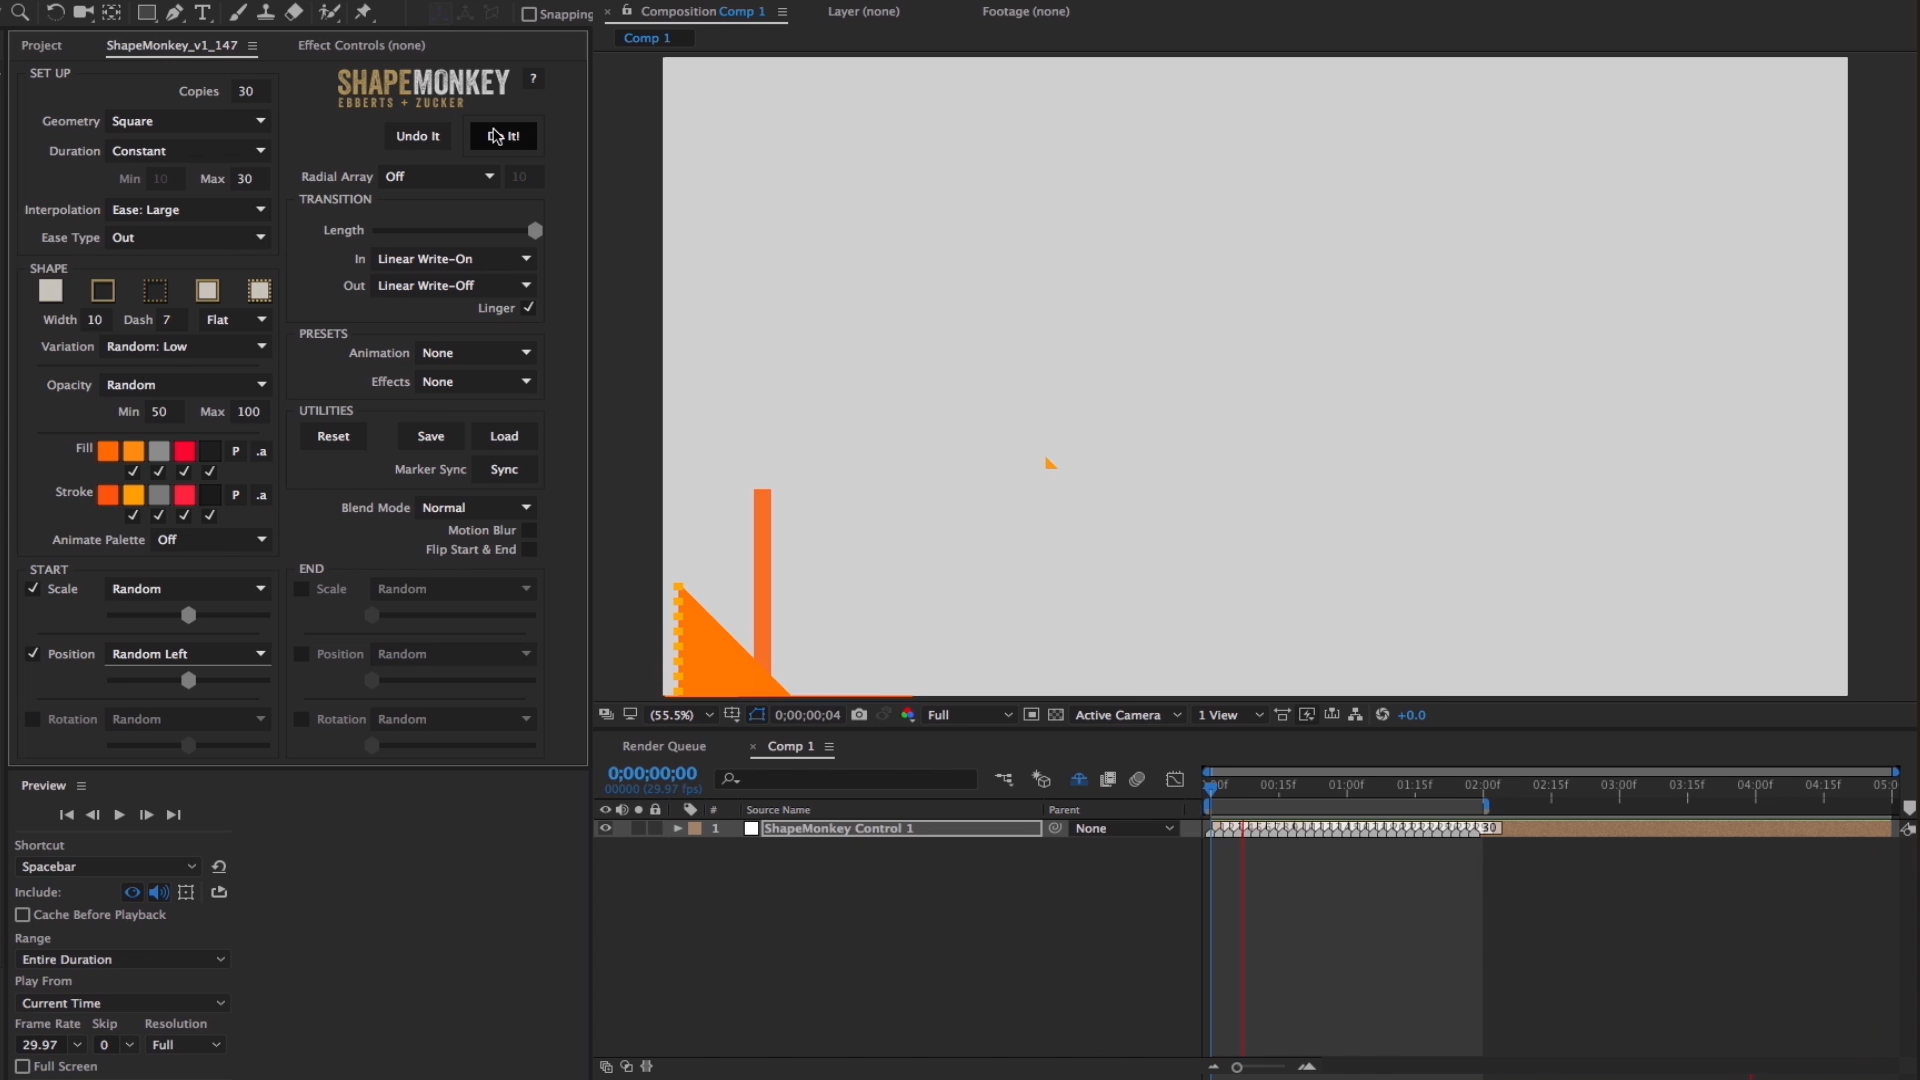 Snapping
Composition Comp 1
Layer (none)
Footage (none)
Comp 1
Project
ShapeMonkey_v1_147
Effect Controls (none)
SET UP
Copies 30
Geometry Square
Duration Constant
Min 10 Max 30
Interpolation Ease: Large
Ease Type Out
SHAPE
Width 10 Dash 7 Flat
Variation Random: Low
Opacity Random
Min 50 Max 100
Fill P .a
Stroke P .a
Animate Palette Off
START
Scale Random
Position Random Left
Rotation Random
SHAPEMONKEY ?
EBBERTS + ZUCKER
Undo It
It!
Radial Array Off 10
TRANSITION
Length
In Linear Write-On
Out Linear Write-Off
Linger
PRESETS
Animation None
Effects None
UTILITIES
Reset Save Load
Marker Sync Sync
Blend Mode Normal
Motion Blur
Flip Start & End
END
Scale Random
Position Random
Rotation Random
(55.5%) 0;00;00;04 Full Active Camera 1 View +0.0
Preview
Shortcut
Spacebar
Include:
Cache Before Playback
Range
Entire Duration
Play From
Current Time
Frame Rate Skip Resolution
29.97 0 Full
Full Screen
Render Queue
Comp 1
0;00;00;00
00000 (29.97 fps)
# Source Name Parent
1 ShapeMonkey Control 1 None
00:15f 01:00f 01:15f 02:00f 02:15f 03:00f 03:15f 04:00f 04:15f 05:0
30